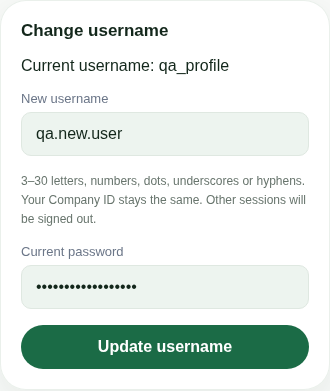 Change username
Current username: qa_profile
New username
qa.new.user
3–30 letters, numbers, dots, underscores or hyphens.
Your Company ID stays the same. Other sessions will
be signed out.
Current password
••••••••••••••••••
Update username